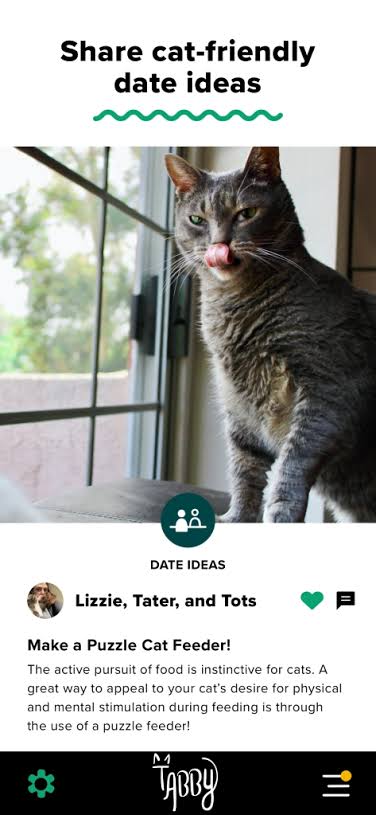 Share cat-friendly
date ideas
DATE IDEAS
Lizzie, Tater, and Tots
Make a Puzzle Cat Feeder!
The active pursuit of food is instinctive for cats. A
great way to appeal to your cat's desire for physical
and mental stimulation during feeding is through
the use of a puzzle feeder!
TABBY